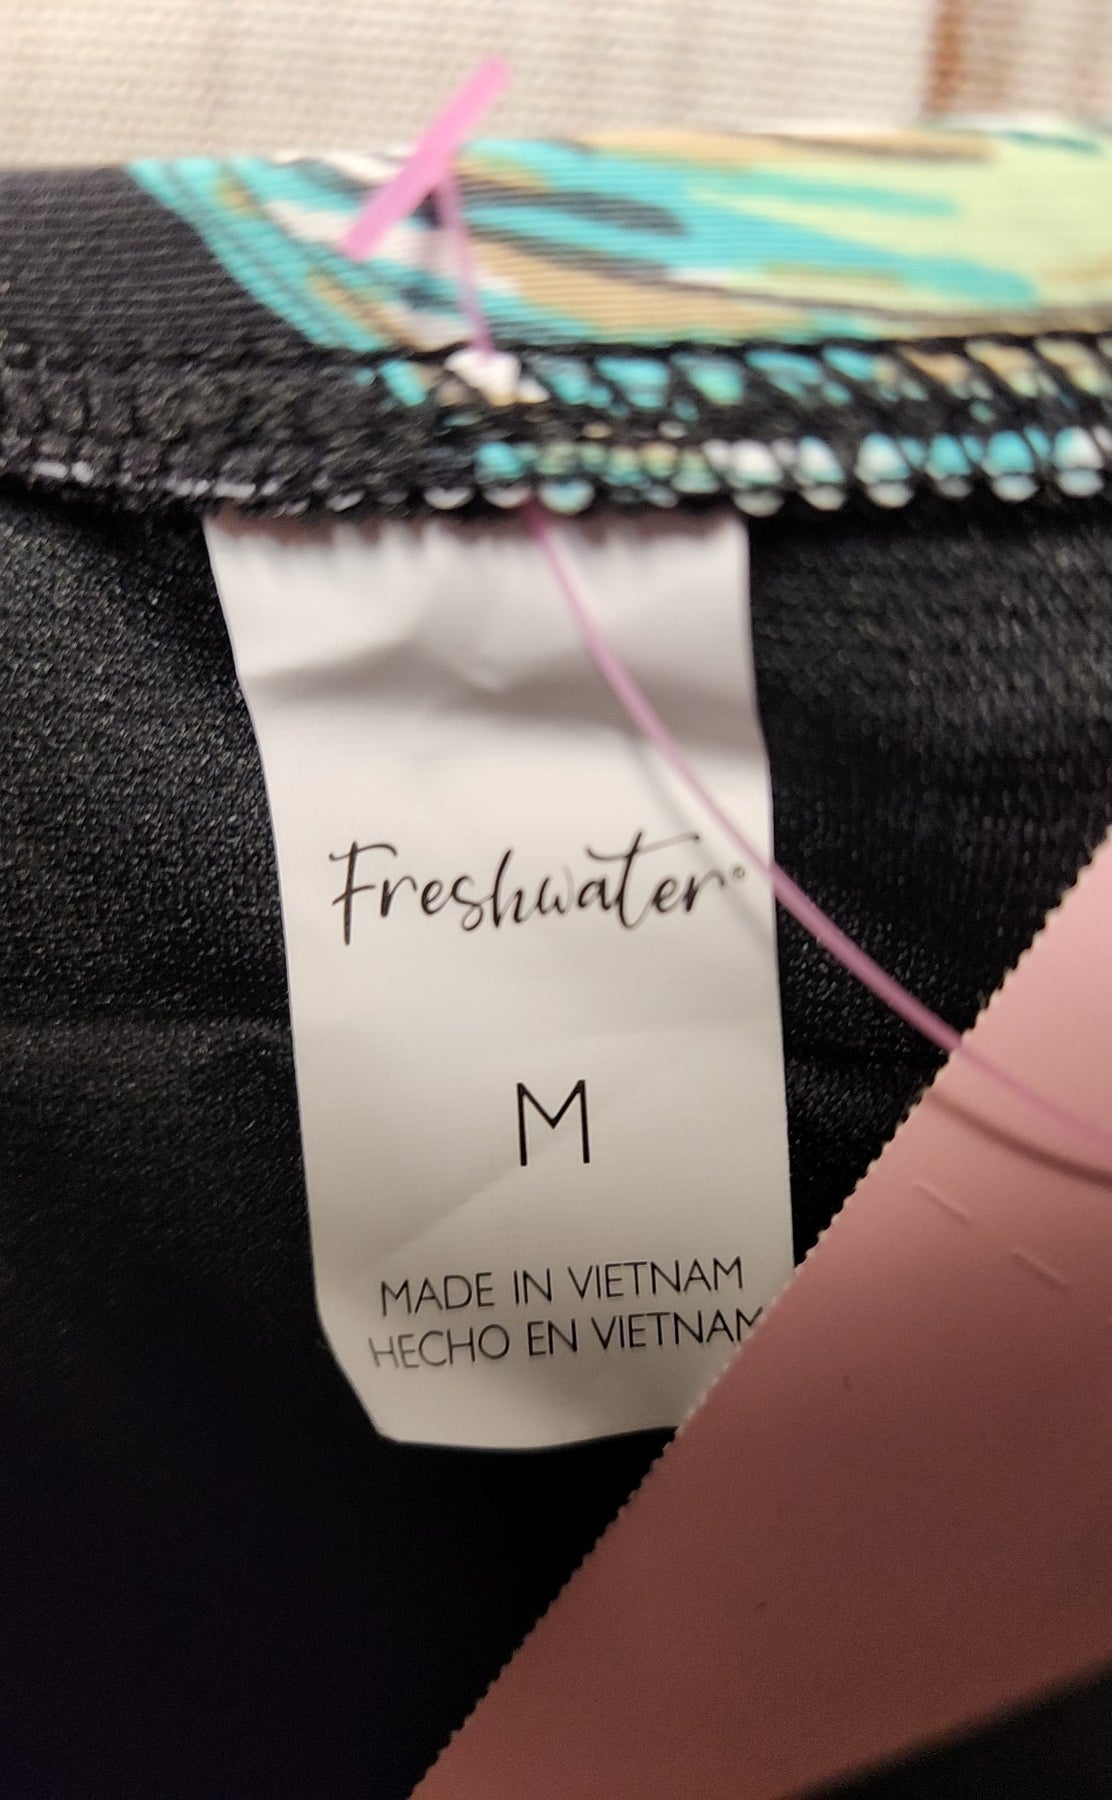 Freshwater®
M
MADE IN VIETNAM
HECHO EN VIETNAM